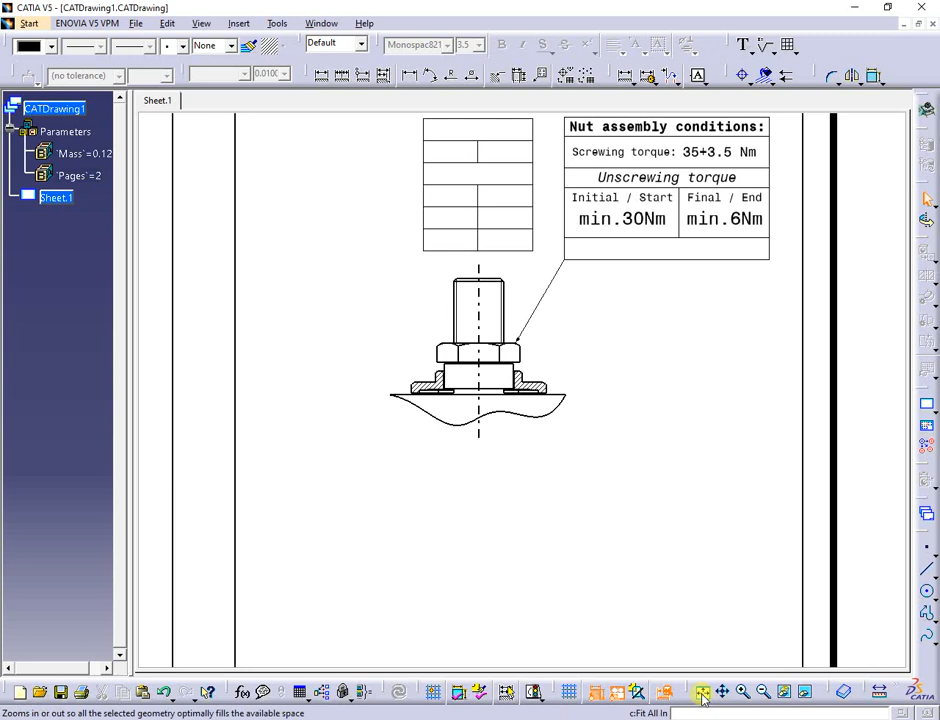 CATIA V5 - [CATDrawing1.CATDrawing]
Start ENOVIA V5 VPM File Edit View Insert Tools Window Help
None Default Monospac821 3.5 B I S X
(no tolerance) 0.0100
Sheet.1
CATDrawing1
Parameters
`Mass`=0.12
`Pages`=2
Sheet.1
Nut assembly conditions:
Screwing torque: 35+3.5 Nm
Unscrewing torque
Initial / Start Final / End
min.30Nm min.6Nm
f(x)
CATIA
Zooms in or out so all the selected geometry optimally fills the available space c:Fit All In